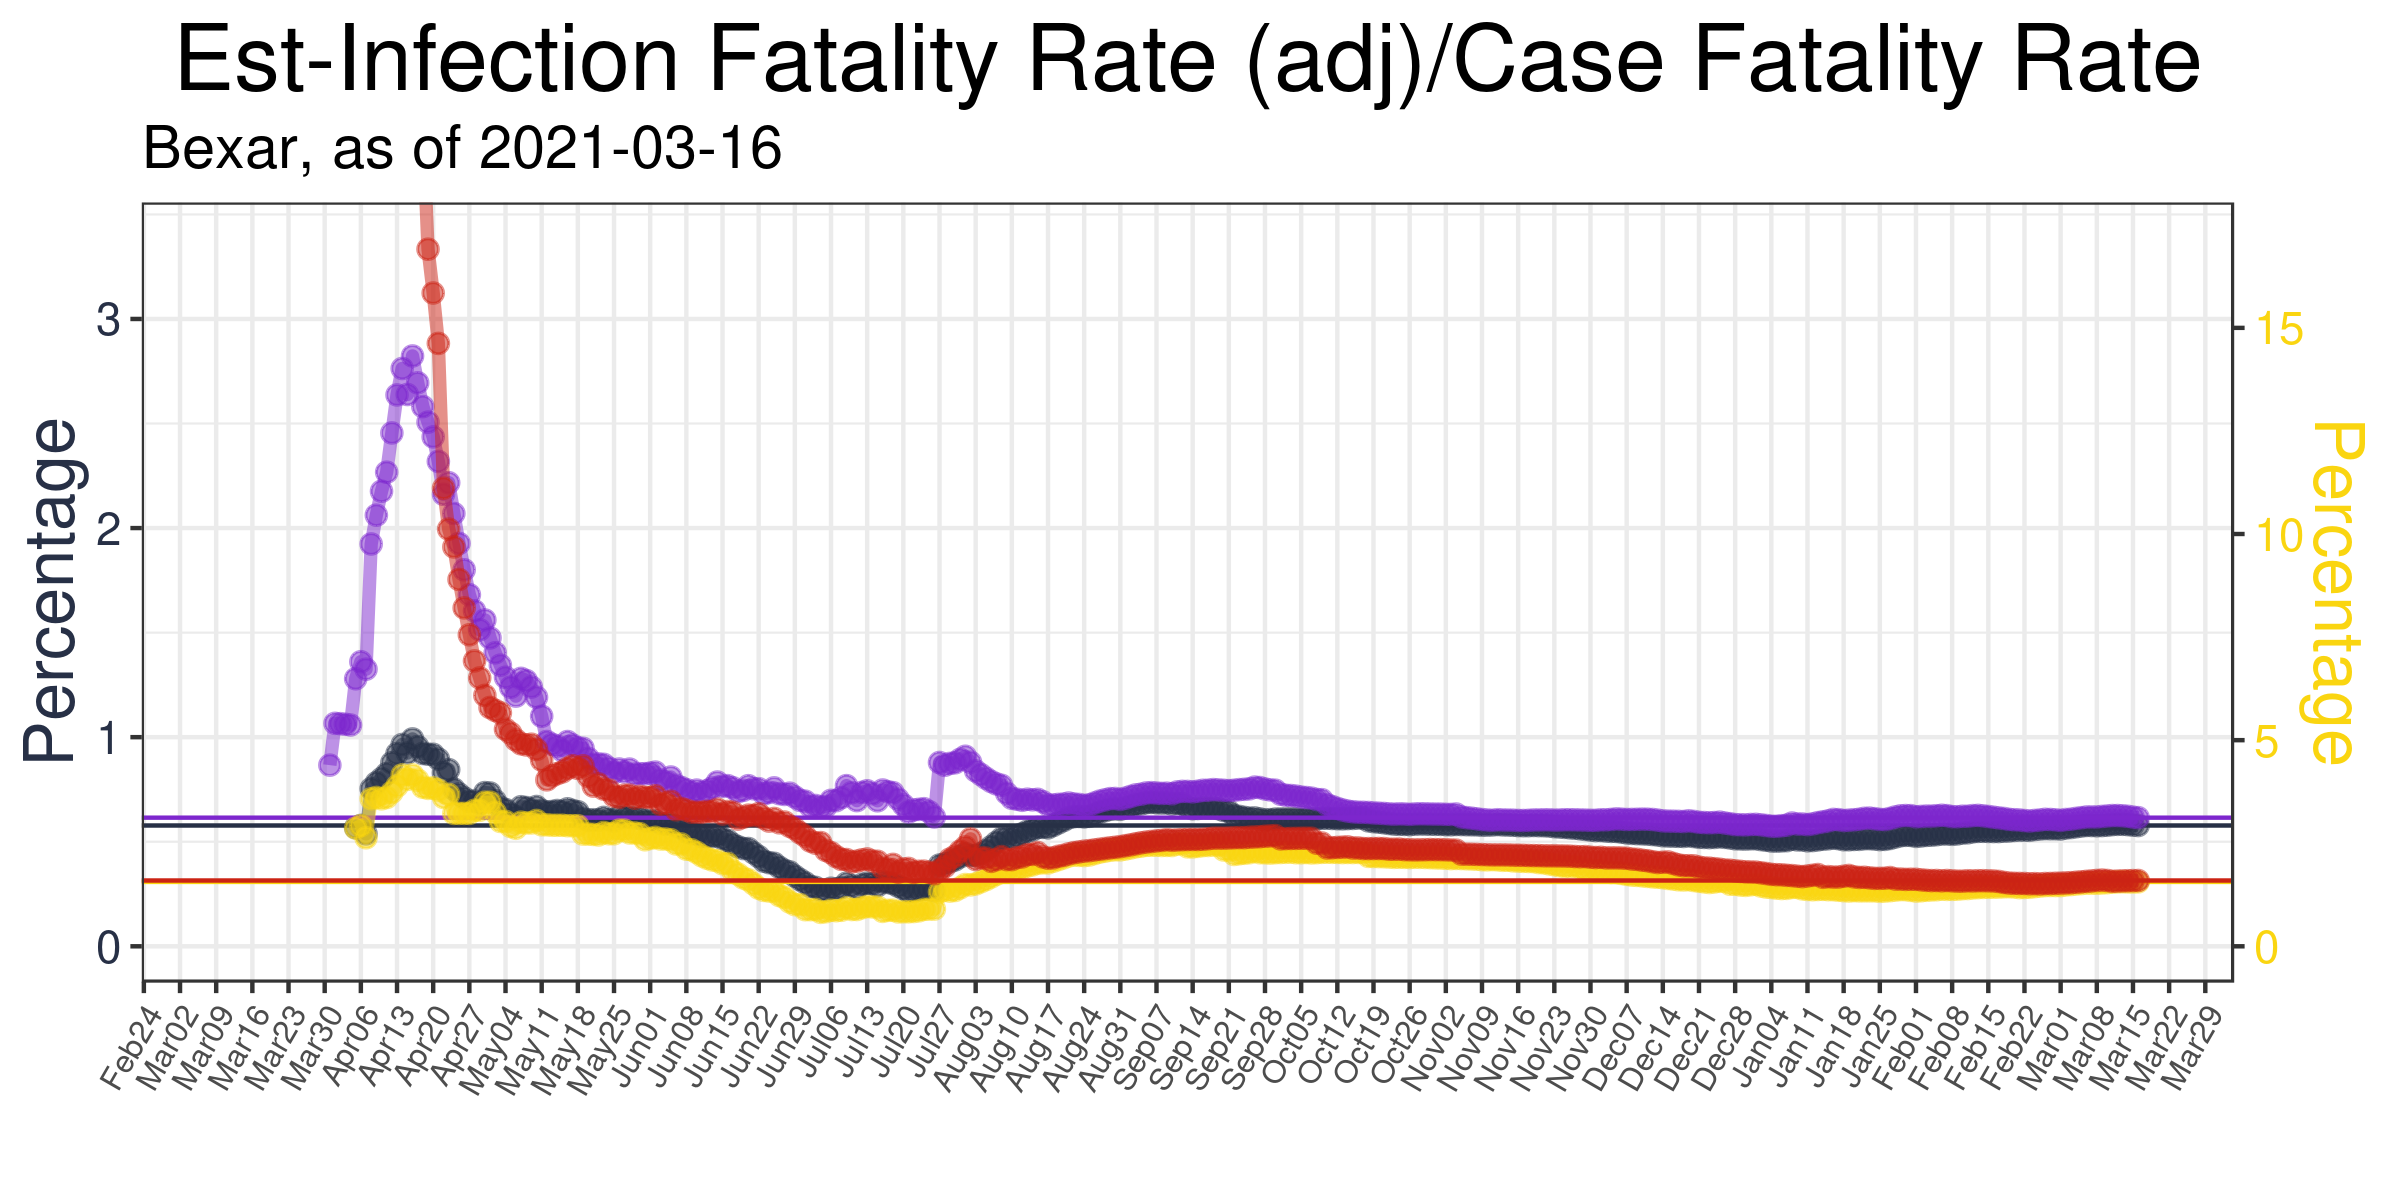 Est-Infection Fatality Rate (adj)/Case Fatality Rate
Bexar, as of 2021-03-16
Percentage
3
2
1
0
15
10
5
0
Percentage
Feb24
Mar02
Mar09
Mar16
Mar23
Mar30
Apr06
Apr13
Apr20
Apr27
May04
May11
May18
May25
Jun01
Jun08
Jun15
Jun22
Jun29
Jul06
Jul13
Jul20
Jul27
Aug03
Aug10
Aug17
Aug24
Aug31
Sep07
Sep14
Sep21
Sep28
Oct05
Oct12
Oct19
Oct26
Nov02
Nov09
Nov16
Nov23
Nov30
Dec07
Dec14
Dec21
Dec28
Jan04
Jan11
Jan18
Jan25
Feb01
Feb08
Feb15
Feb22
Mar01
Mar08
Mar15
Mar22
Mar29